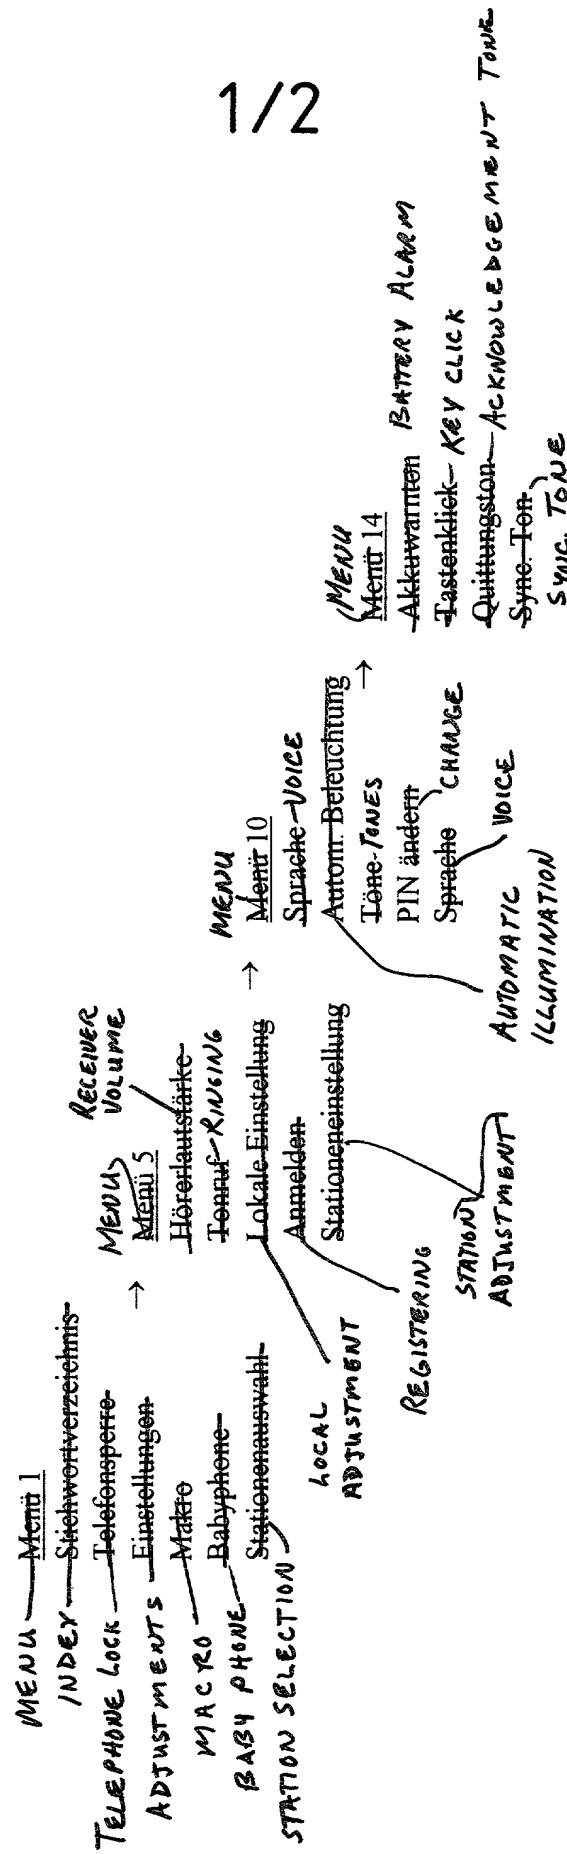 1/2
MENU Menü 1
INDEX Stichwortverzeichnis
TELEPHONE LOCK Telefonsperre
ADJUSTMENTS Einstellungen
MACRO Makro
BABY PHONE Babyphone
STATION SELECTION Stationenauswahl
→
MENU
Menü 5
RECEIVER
VOLUME
Hörerlautstärke
Tonruf RINGING
Lokale Einstellung
Anmelden
Stationeneinstellung
LOCAL
ADJUSTMENT
REGISTERING
STATION
ADJUSTMENT
→
MENU
Menü 10
Sprache VOICE
Autom. Beleuchtung
Töne TONES
PIN ändern CHANGE
Sprache VOICE
AUTOMATIC
ILLUMINATION
→
MENU
Menü 14
Akkuwarnton BATTERY ALARM
Tastenklick KEY CLICK
Quittungston ACKNOWLEDGEMENT TONE
Sync. Ton
SYNC. TONE